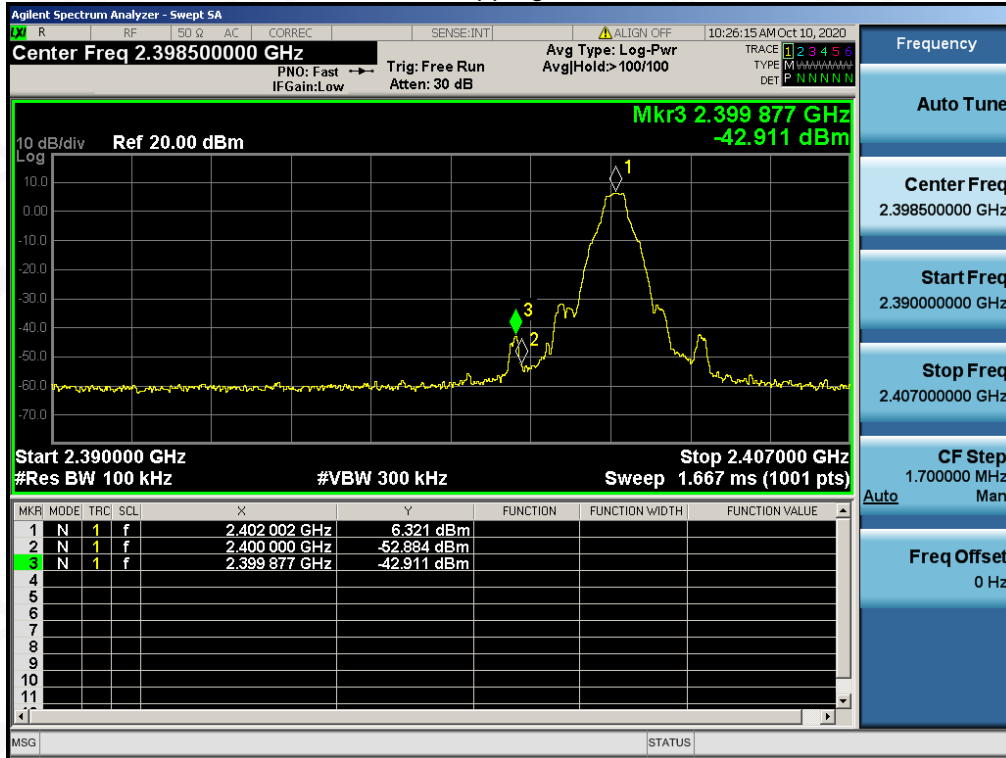 Agilent Spectrum Analyzer - Swept SA
LXI R RF 50 Ω AC CORREC SENSE:INT ALIGN OFF 10:26:15 AM Oct 10, 2020
Center Freq 2.398500000 GHz
PNO: Fast
IFGain:Low
Trig: Free Run
Atten: 30 dB
Avg Type: Log-Pwr
Avg|Hold:>100/100
TRACE 1 2 3 4 5 6
TYPE M
DET P N N N N N
Mkr3 2.399 877 GHz
-42.911 dBm
10 dB/div Ref 20.00 dBm
Log
10.0
0.00
-10.0
-20.0
-30.0
-40.0
-50.0
-60.0
-70.0
1
3
2
Start 2.390000 GHz Stop 2.407000 GHz
#Res BW 100 kHz #VBW 300 kHz Sweep 1.667 ms (1001 pts)
MKR MODE TRC SCL X Y FUNCTION FUNCTION WIDTH FUNCTION VALUE
1 N 1 f 2.402 002 GHz 6.321 dBm
2 N 1 f 2.400 000 GHz -52.884 dBm
3 N 1 f 2.399 877 GHz -42.911 dBm
4
5
6
7
8
9
10
11
MSG STATUS
Frequency
Auto Tune
Center Freq
2.398500000 GHz
Start Freq
2.390000000 GHz
Stop Freq
2.407000000 GHz
CF Step
1.700000 MHz
Auto Man
Freq Offset
0 Hz